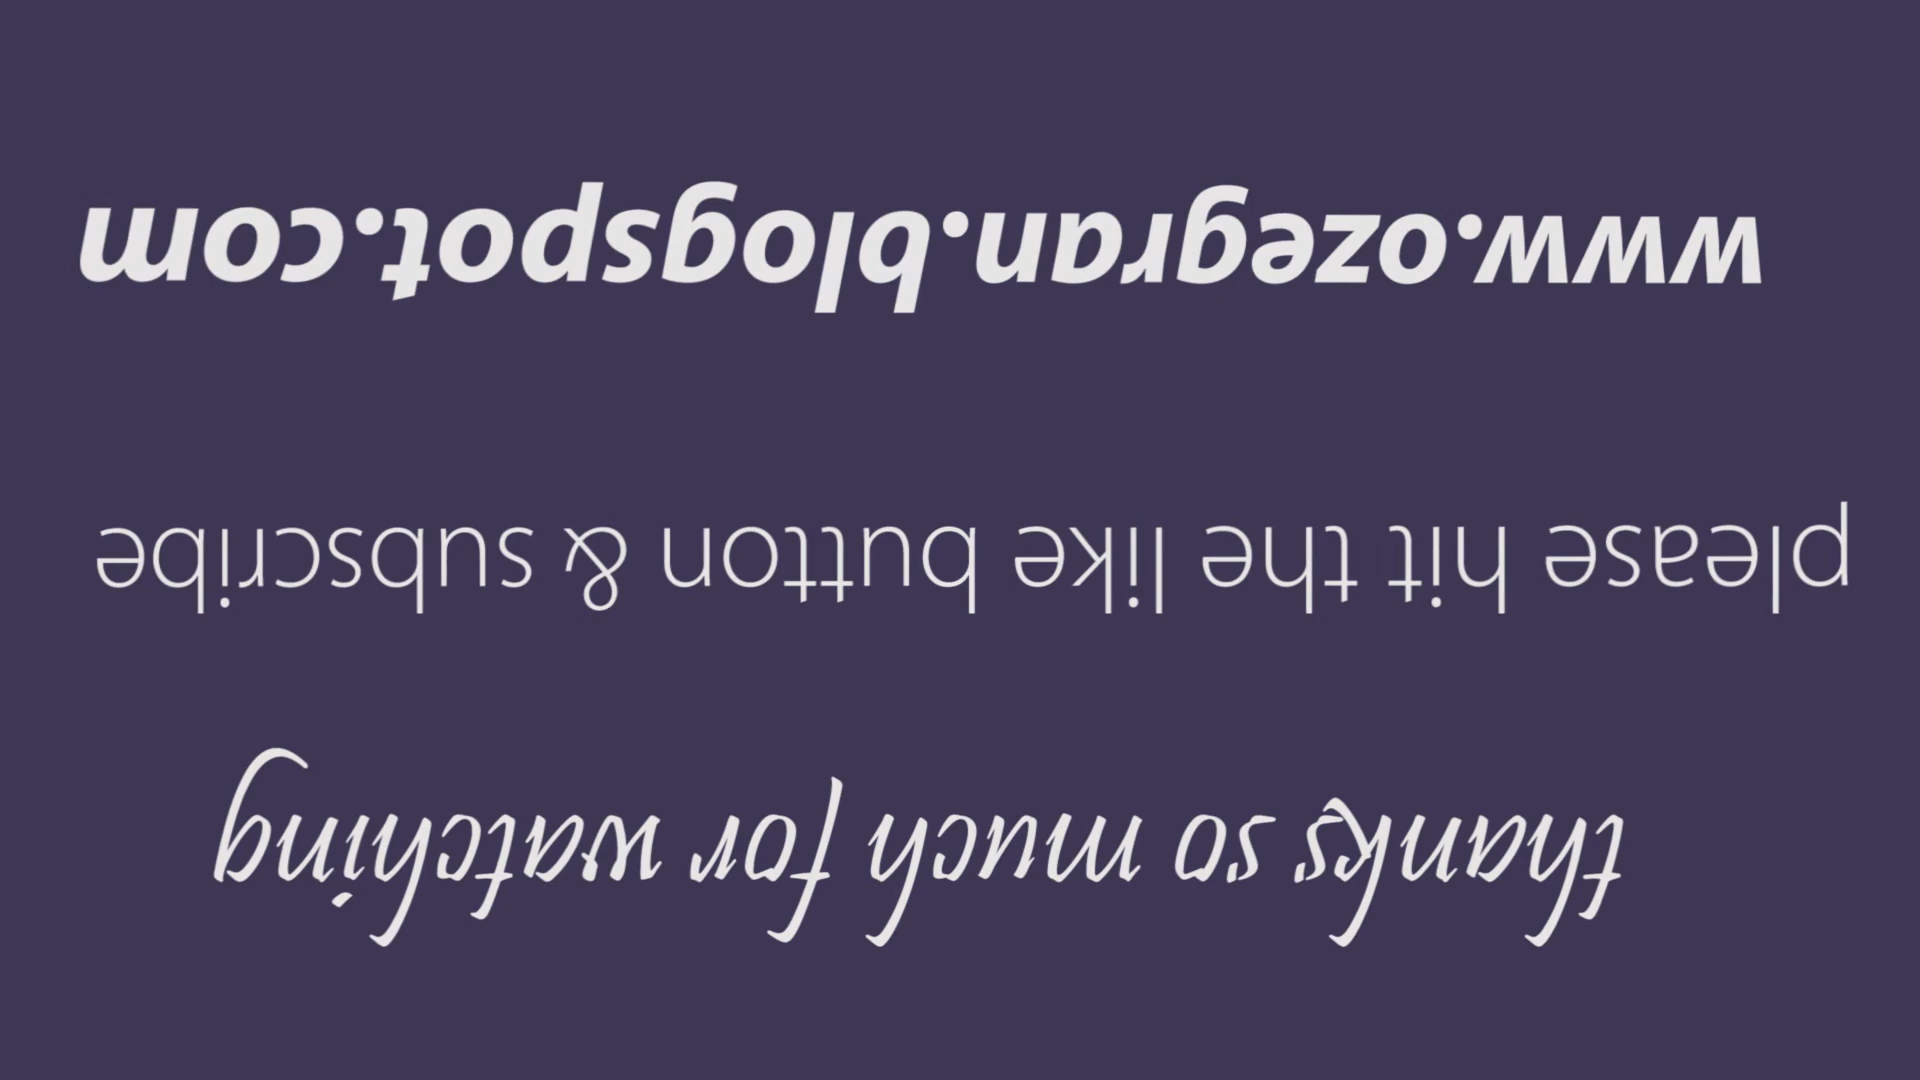 thanks so much for watching
please hit the like button & subscribe
www.ozegran.blogspot.com